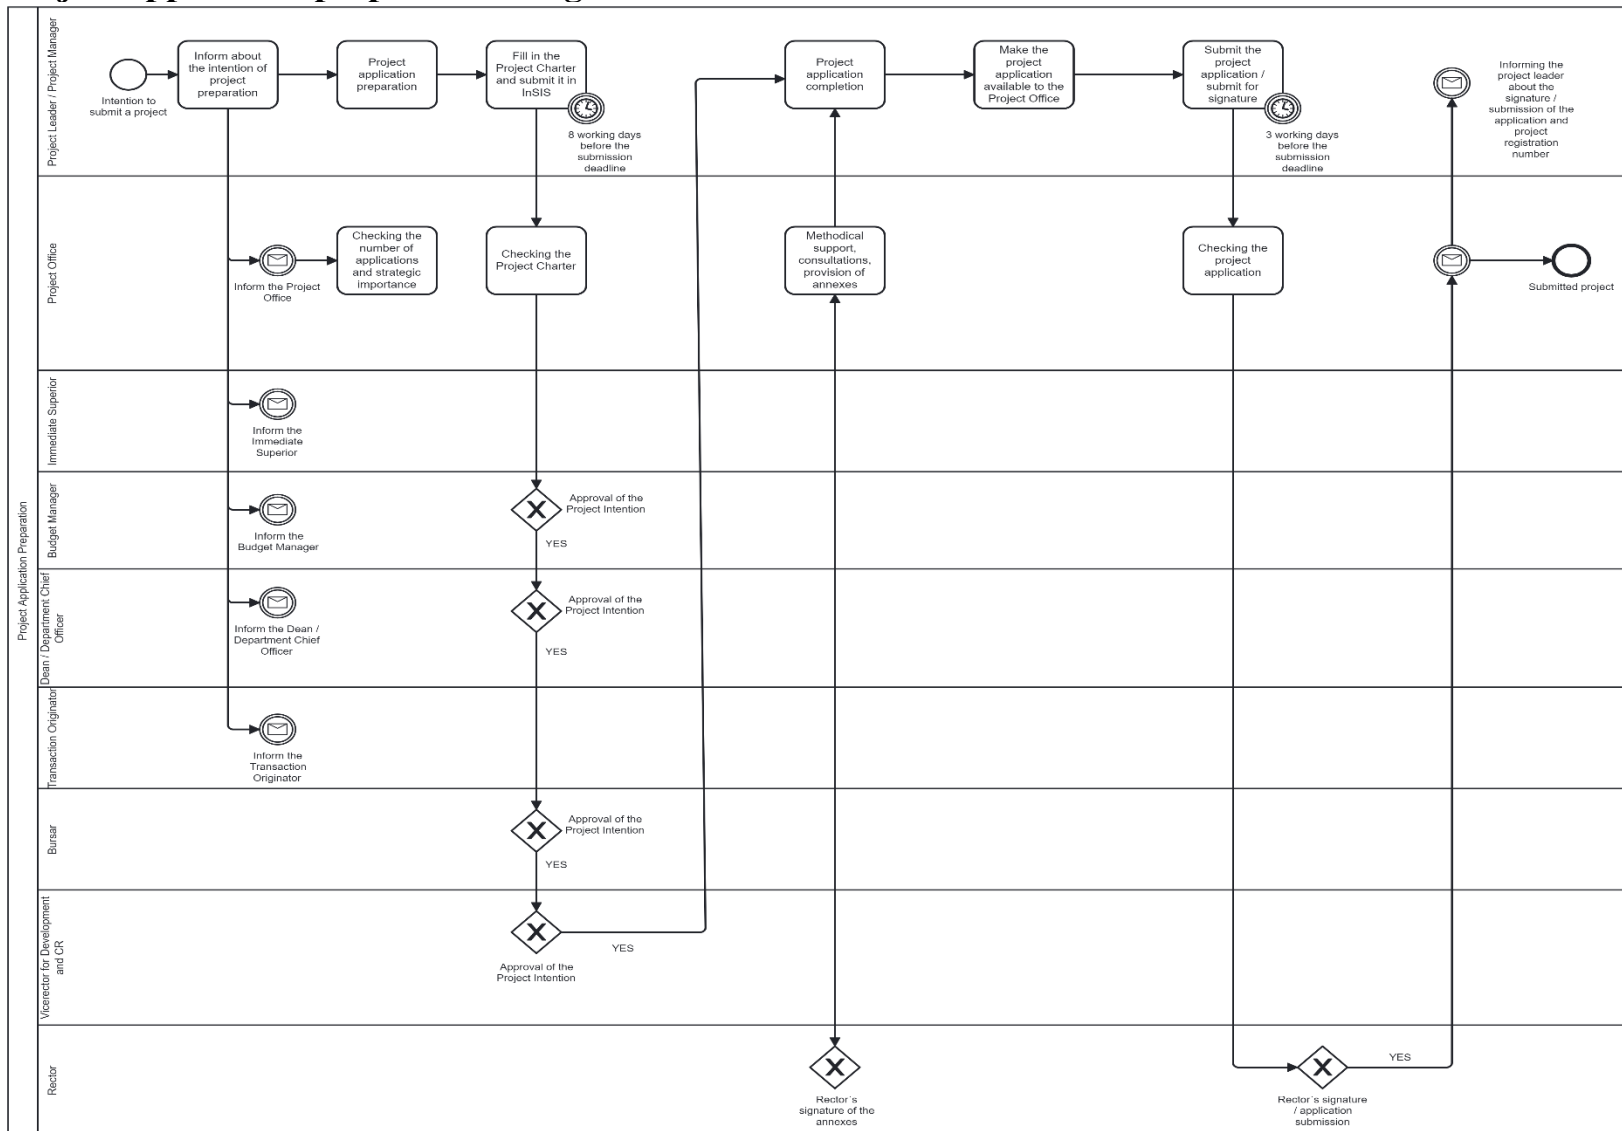 Project Application Preparation
Project Leader / Project Manager
Intention to
submit a project
Inform about
the intention of
project
preparation
Project
application
preparation
Fill in the
Project Charter
and submit it in
InSIS
8 working days
before the
submission
deadline
Project
application
completion
Make the
project
application
available to the
Project Office
Submit the
project
application /
submit for
signature
3 working days
before the
submission
deadline
Informing the
project leader
about the
signature /
submission of the
application and
project
registration
number
Project Office
Inform the Project
Office
Checking the
number of
applications
and strategic
importance
Checking the
Project Charter
Methodical
support,
consultations,
provision of
annexes
Checking the
project
application
Submitted project
Immediate Superior
Inform the
Immediate
Superior
Budget Manager
Inform the
Budget Manager
Approval of the
Project Intention
YES
Dean / Department Chief
Officer
Inform the Dean /
Department Chief
Officer
Approval of the
Project Intention
YES
Transaction Originator
Inform the
Transaction
Originator
Bursar
Approval of the
Project Intention
YES
Vicerector for Development
and CR
Approval of the
Project Intention
YES
Rector
Rector´s
signature of the
annexes
Rector´s signature
/ application
submission
YES